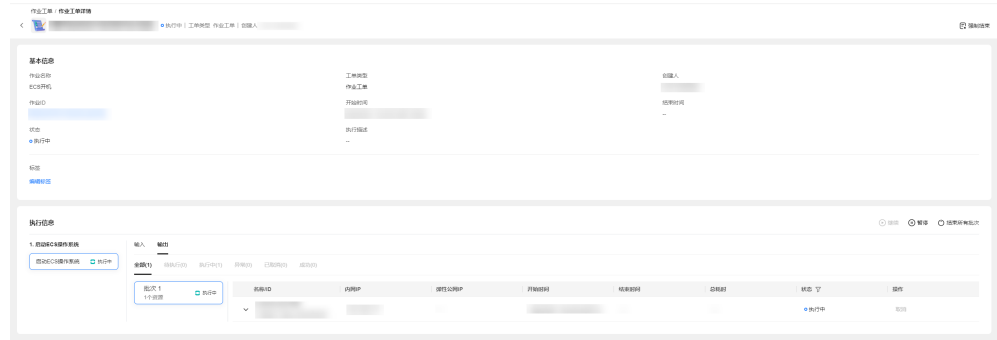 作业工单 / 作业工单详情
执行中 | 工单类型 作业工单 | 创建人
强制结束
基本信息
作业名称 工单类型 创建人
ECS开机 作业工单
作业ID 开始时间 结束时间
--
状态 执行描述
执行中 --
标签
编辑标签
执行信息 继续 暂停 结束所有批次
1. 启动ECS操作系统 输入 输出
启动ECS操作系统 执行中
全部(1) 待执行(0) 执行中(1) 异常(0) 已取消(0) 成功(0)
批次 1 执行中
1个资源
名称/ID 内网IP 弹性公网IP 开始时间 结束时间 总耗时 状态 操作
执行中 取消